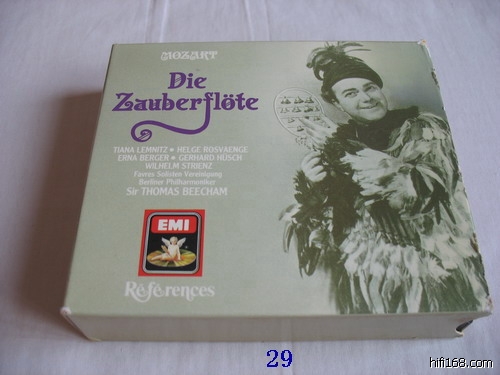 MOZART
Die
Zauberflöte
TIANA LEMNITZ • HELGE ROSVAENGE
ERNA BERGER • GERHARD HÜSCH
WILHELM STRIENZ
Favres Solisten Vereinigung
Berliner Philharmoniker
Sir THOMAS BEECHAM
EMI
Références
29
hifi168.com